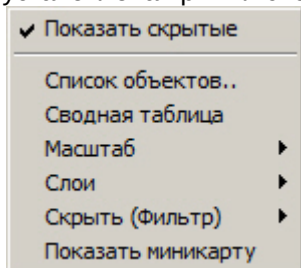 Показать скрытые
Список объектов..
Сводная таблица
Масштаб
Слои
Скрыть (Фильтр)
Показать миникарту